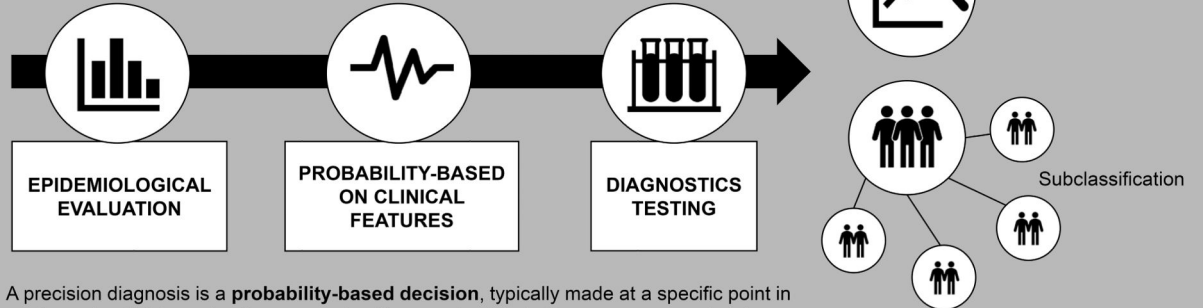 EPIDEMIOLOGICAL
EVALUATION
PROBABILITY-BASED
ON CLINICAL
FEATURES
DIAGNOSTICS
TESTING
Subclassification
A precision diagnosis is a probability-based decision, typically made at a specific point in